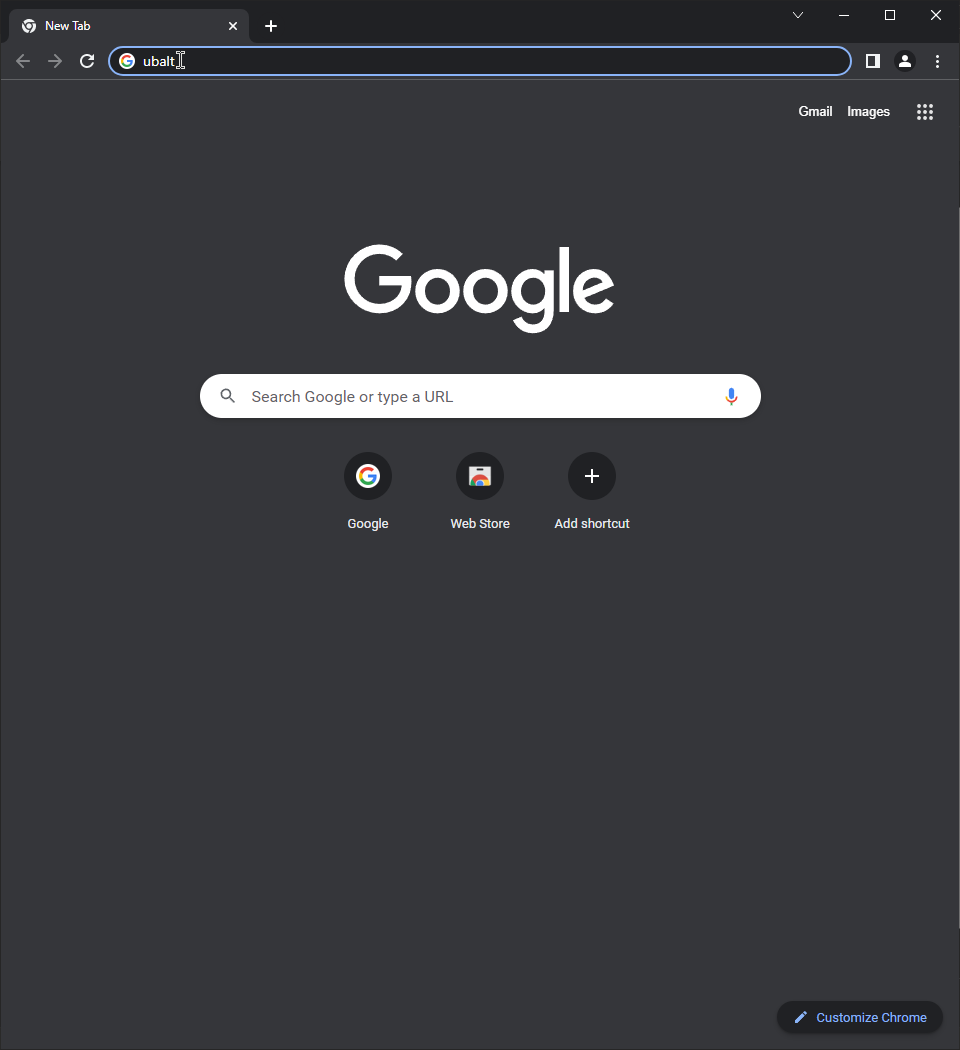 New Tab
ubalt
Gmail Images
Google
Search Google or type a URL
Google Web Store Add shortcut
Customize Chrome